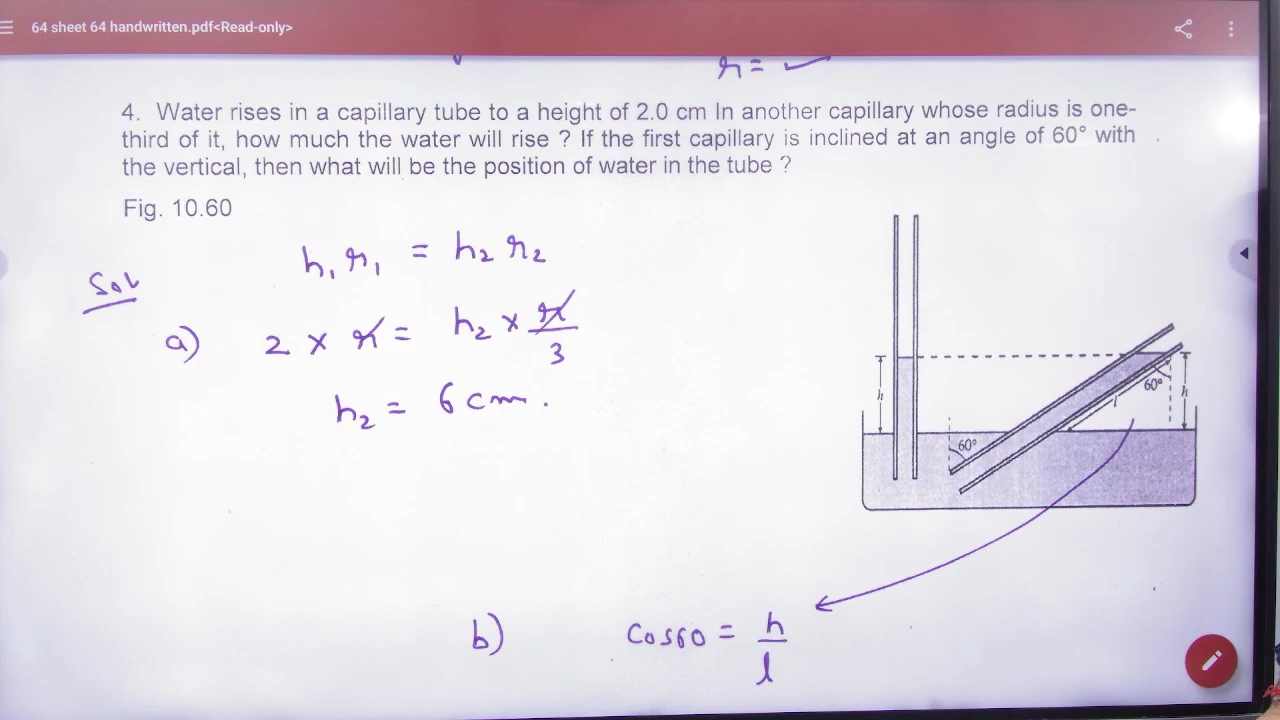 64 sheet 64 handwritten.pdf<Read-only>
r = ✓
4. Water rises in a capillary tube to a height of 2.0 cm In another capillary whose radius is one-
third of it, how much the water will rise ? If the first capillary is inclined at an angle of 60° with
the vertical, then what will be the position of water in the tube ?
Fig. 10.60
Sol
h₁ r₁ = h₂ r₂
a) 2 × r = h₂ × r/3
h₂ = 6 cm.
h
60°
l
60°
h
b) Cos60 = h/l